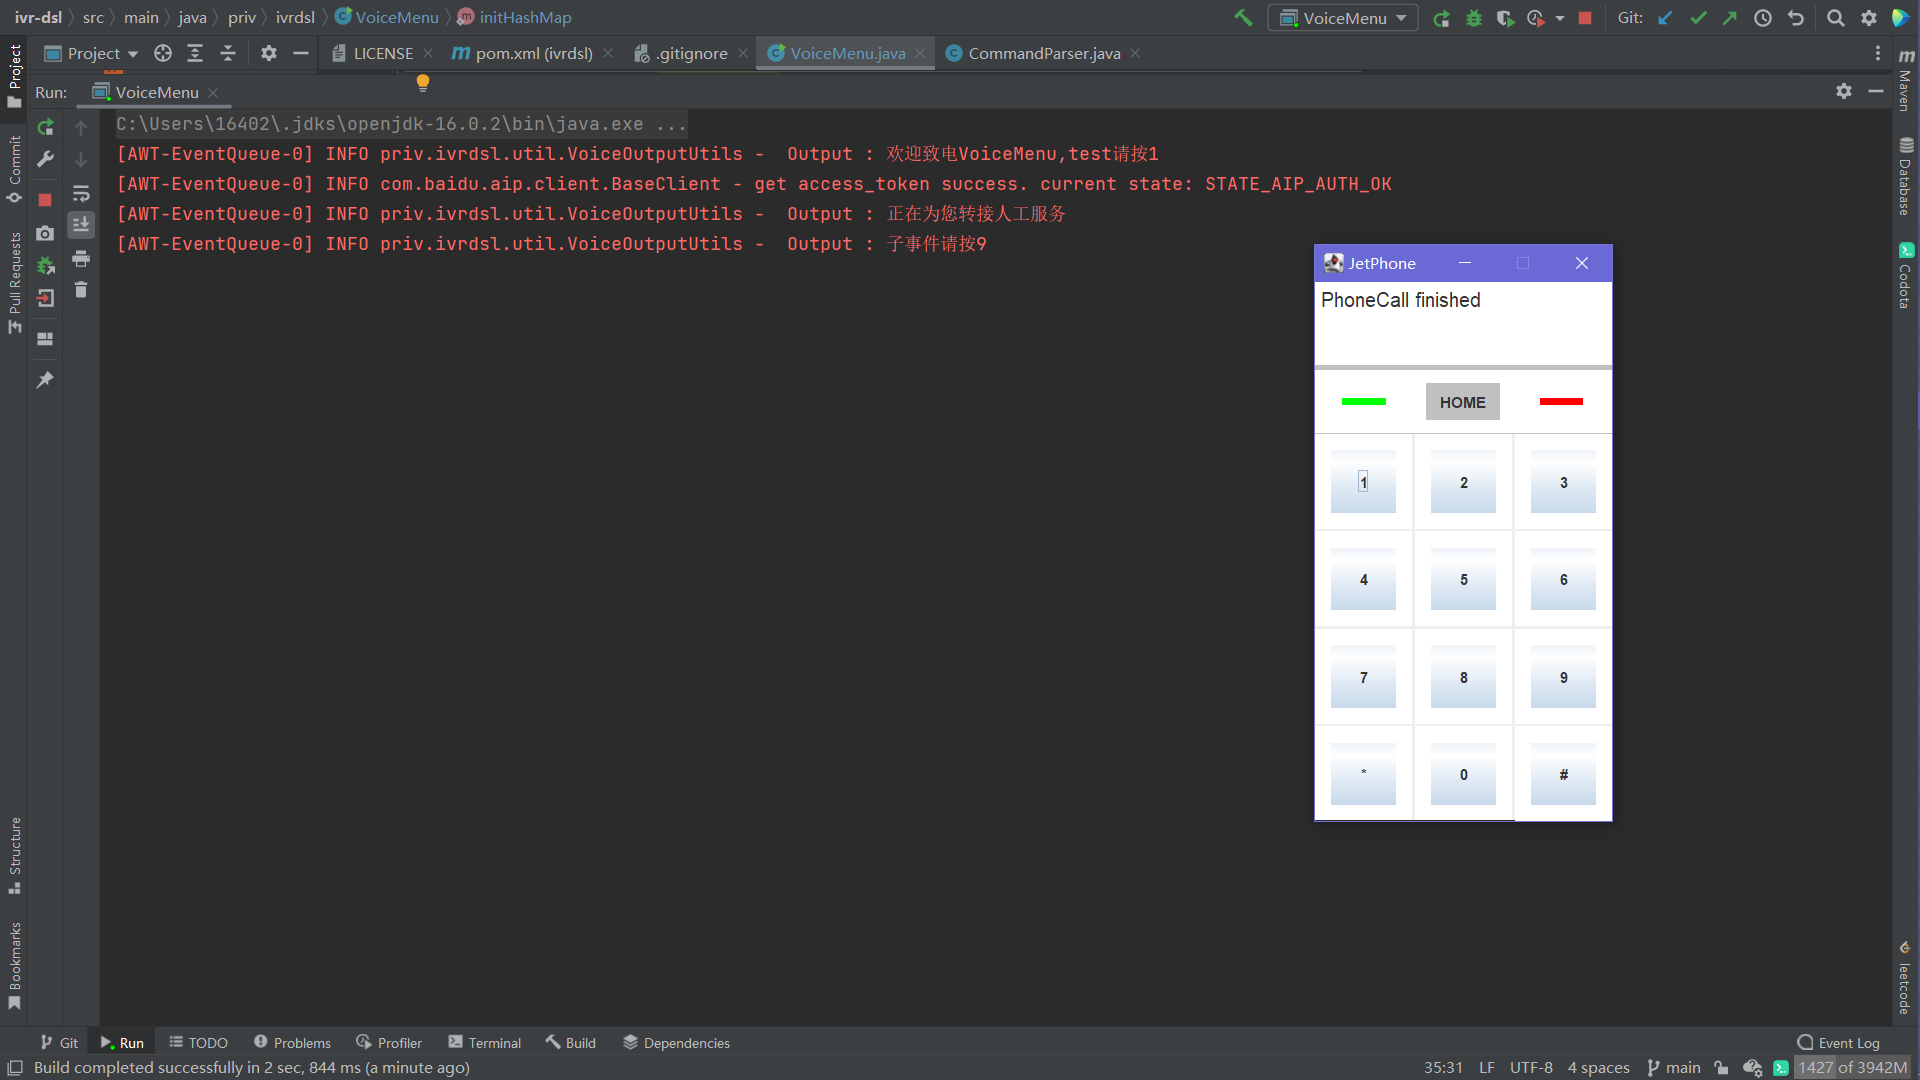 ivr-dsl src main java priv ivrdsl VoiceMenu initHashMap VoiceMenu Git:
Project LICENSE pom.xml (ivrdsl) .gitignore VoiceMenu.java CommandParser.java
Run: VoiceMenu
C:\Users\16402\.jdks\openjdk-16.0.2\bin\java.exe ...
[AWT-EventQueue-0] INFO priv.ivrdsl.util.VoiceOutputUtils -  Output : 欢迎致电VoiceMenu,test请按1
[AWT-EventQueue-0] INFO com.baidu.aip.client.BaseClient - get access_token success. current state: STATE_AIP_AUTH_OK
[AWT-EventQueue-0] INFO priv.ivrdsl.util.VoiceOutputUtils -  Output : 正在为您转接人工服务
[AWT-EventQueue-0] INFO priv.ivrdsl.util.VoiceOutputUtils -  Output : 子事件请按9
JetPhone
PhoneCall finished
HOME
1 2 3
4 5 6
7 8 9
* 0 #
Project
Commit
Pull Requests
Structure
Bookmarks
m Maven
Database
Codota
leetcode
Git Run TODO Problems Profiler Terminal Build Dependencies Event Log
Build completed successfully in 2 sec, 844 ms (a minute ago) 35:31 LF UTF-8 4 spaces main 1427 of 3942M